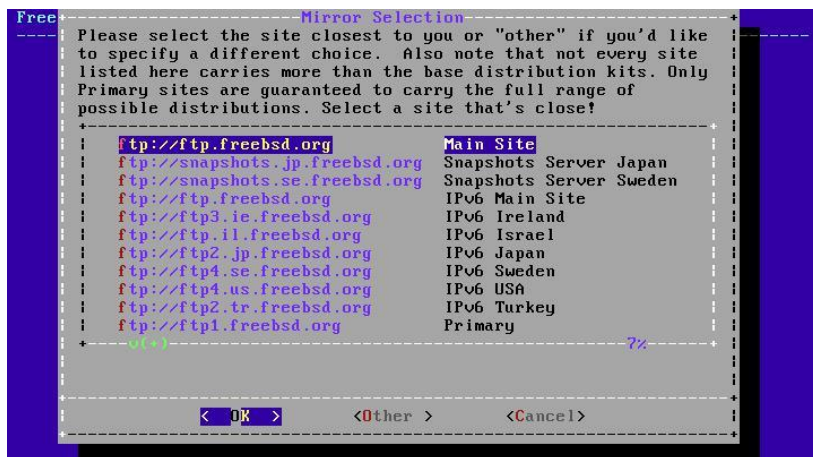 Free
Mirror Selection
Please select the site closest to you or "other" if you'd like
to specify a different choice.  Also note that not every site
listed here carries more than the base distribution kits. Only
Primary sites are guaranteed to carry the full range of
possible distributions. Select a site that's close!
ftp://ftp.freebsd.org Main Site
ftp://snapshots.jp.freebsd.org Snapshots Server Japan
ftp://snapshots.se.freebsd.org Snapshots Server Sweden
ftp://ftp.freebsd.org IPv6 Main Site
ftp://ftp3.ie.freebsd.org IPv6 Ireland
ftp://ftp.il.freebsd.org IPv6 Israel
ftp://ftp2.jp.freebsd.org IPv6 Japan
ftp://ftp4.se.freebsd.org IPv6 Sweden
ftp://ftp4.us.freebsd.org IPv6 USA
ftp://ftp2.tr.freebsd.org IPv6 Turkey
ftp://ftp1.freebsd.org Primary
v(+) 7%
< OK > <Other > <Cancel>